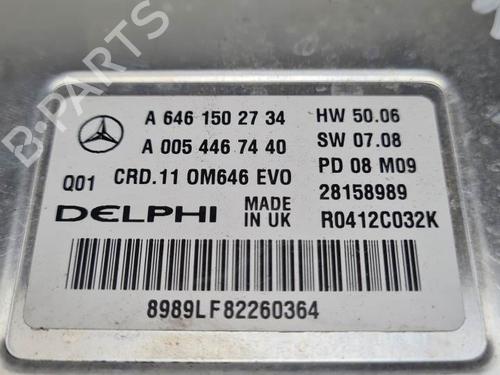 A 646 150 27 34 HW 50.06
A 005 446 74 40 SW 07.08
Q01 CRD.11 OM646 EVO PD 08 M09
28158989
DELPHI MADE IN UK R0412C032K
8989LF82260364
B-PARTS